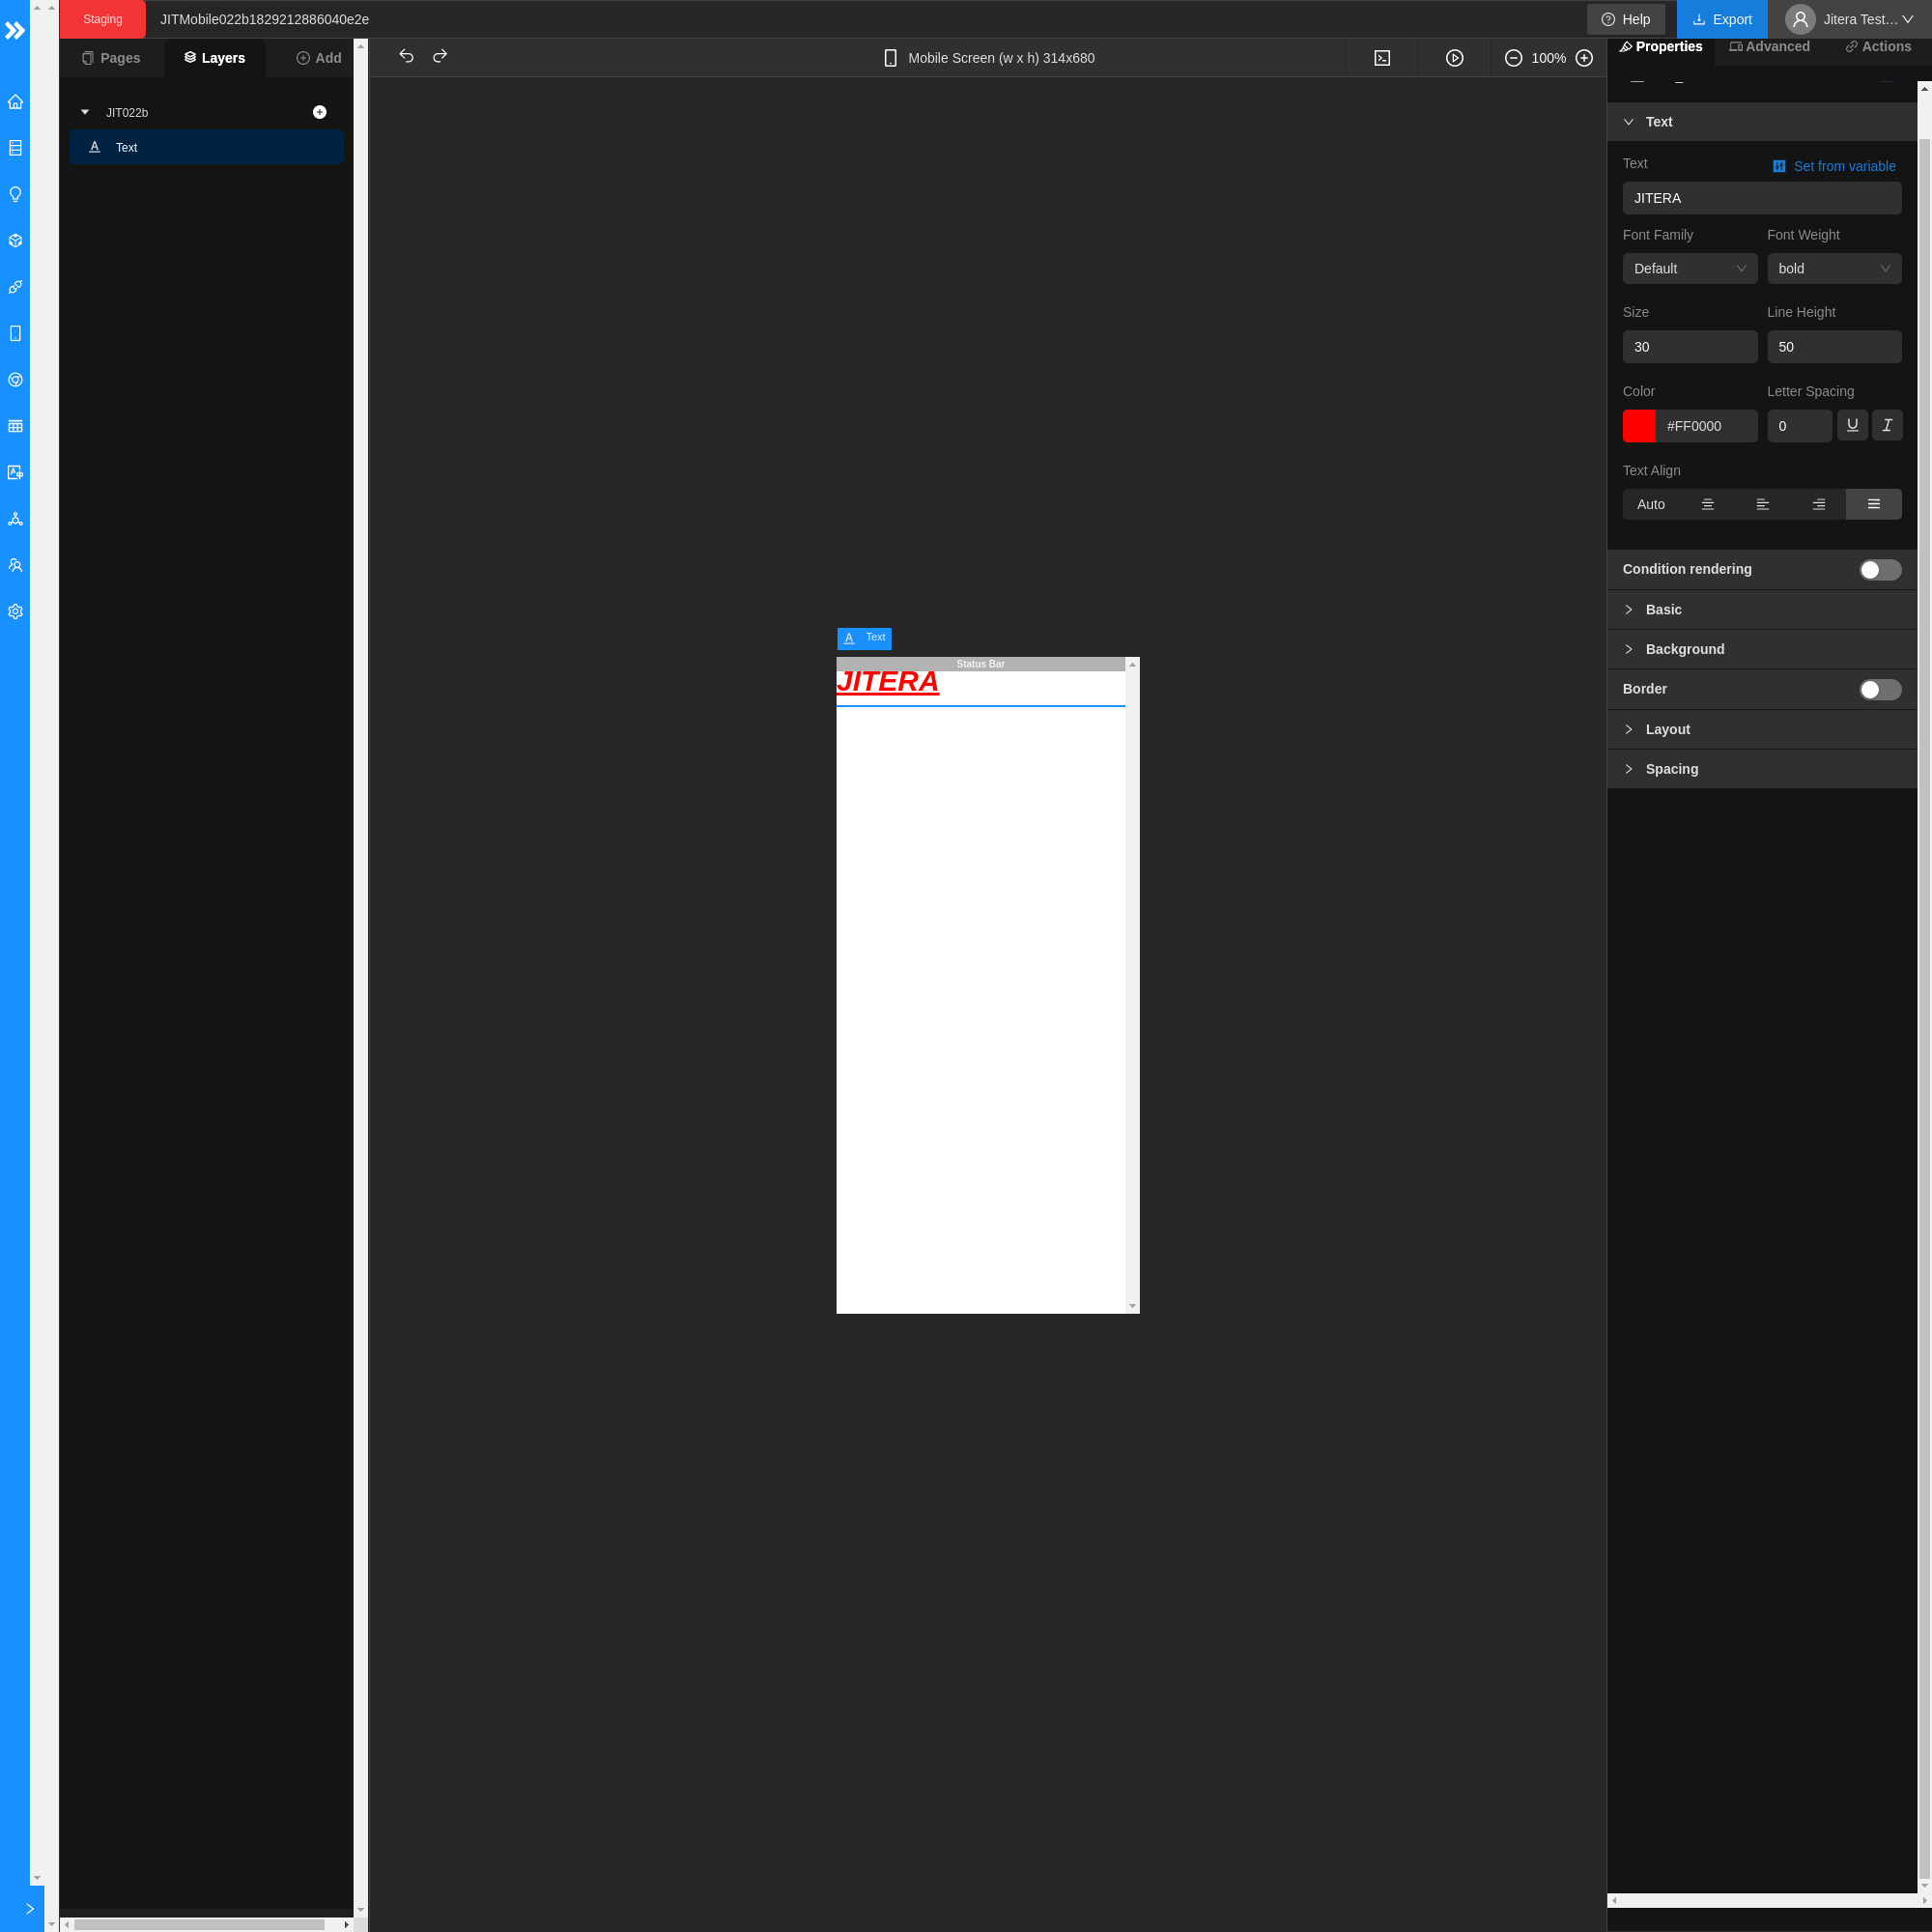 Staging
JITMobile022b1829212886040e2e
Help
Export
Jitera Test...
Pages
Layers
Add
Mobile Screen (w x h) 314x680
100%
Properties
Advanced
Actions
JIT022b
Text
Text
Text
Set from variable
JITERA
Font Family
Font Weight
Default
bold
Size
Line Height
30
50
Color
Letter Spacing
#FF0000
0
U
I
Text Align
Auto
Condition rendering
Basic
Background
Border
Layout
Spacing
Text
Status Bar
JITERA